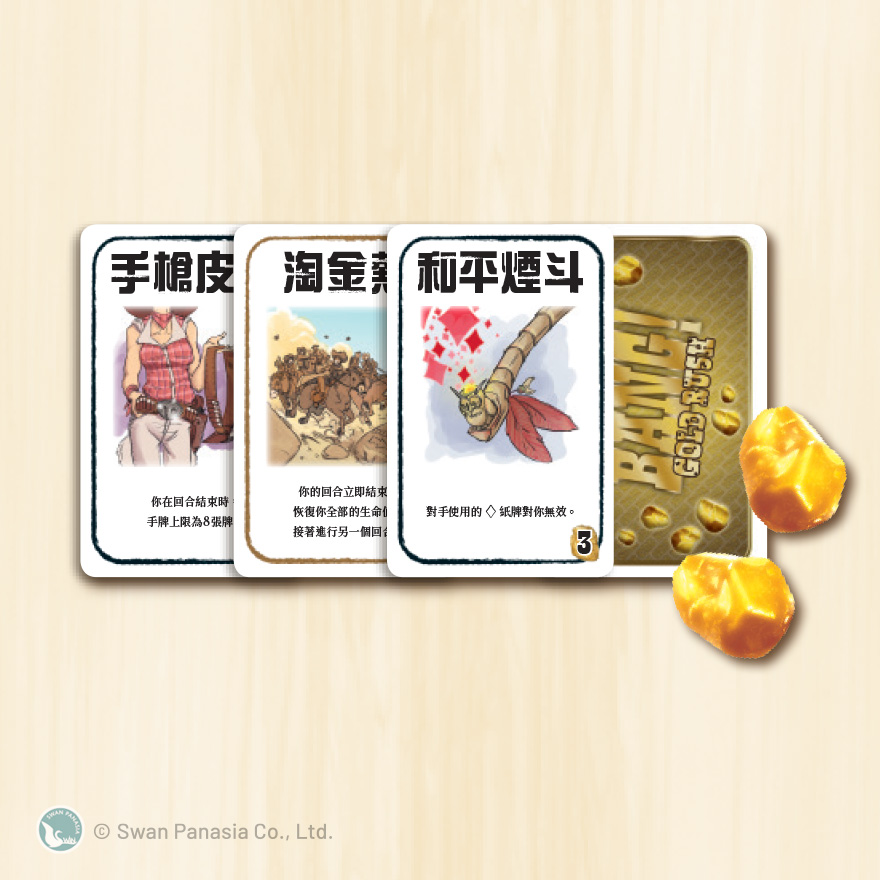 手槍皮
你在回合結束時
手牌上限為8張牌
淘金熱
你的回合立即結束
恢復你全部的生命值
接著進行另一個回合
和平煙斗
對手使用的 ♢ 紙牌對你無效。
3
BANG!
GOLD RUSH
SWAN PANASIA
© Swan Panasia Co., Ltd.